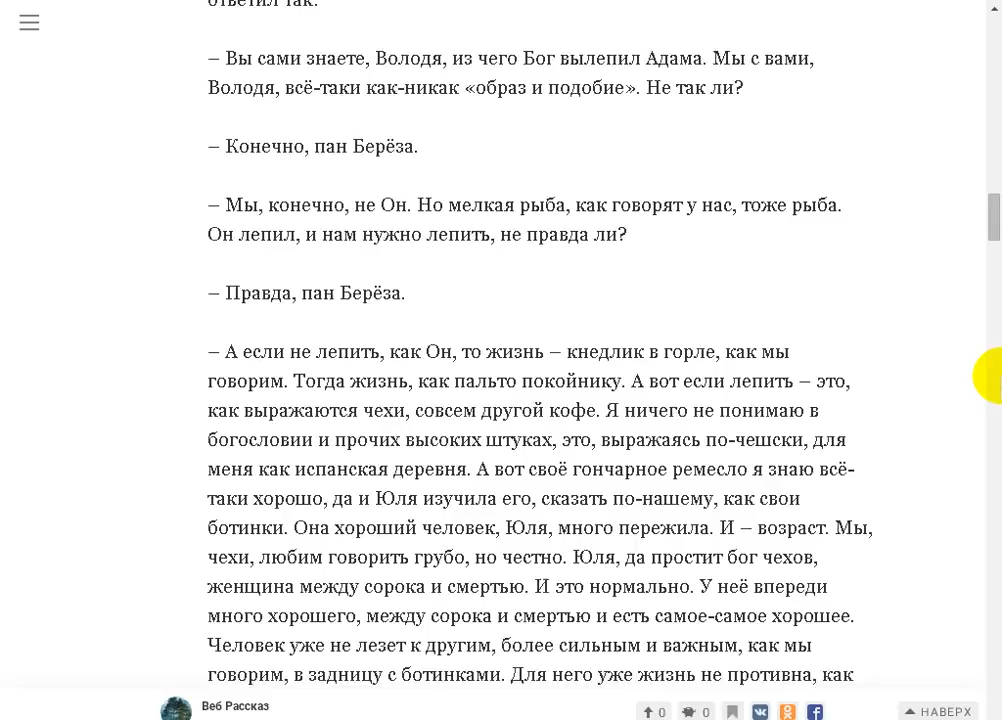 ответил так.
– Вы сами знаете, Володя, из чего Бог вылепил Адама. Мы с вами,
Володя, всё-таки как-никак «образ и подобие». Не так ли?
– Конечно, пан Берёза.
– Мы, конечно, не Он. Но мелкая рыба, как говорят у нас, тоже рыба.
Он лепил, и нам нужно лепить, не правда ли?
– Правда, пан Берёза.
– А если не лепить, как Он, то жизнь – кнедлик в горле, как мы
говорим. Тогда жизнь, как пальто покойнику. А вот если лепить – это,
как выражаются чехи, совсем другой кофе. Я ничего не понимаю в
богословии и прочих высоких штуках, это, выражаясь по-чешски, для
меня как испанская деревня. А вот своё гончарное ремесло я знаю всё-
таки хорошо, да и Юля изучила его, сказать по-нашему, как свои
ботинки. Она хороший человек, Юля, много пережила. И – возраст. Мы,
чехи, любим говорить грубо, но честно. Юля, да простит бог чехов,
женщина между сорока и смертью. И это нормально. У неё впереди
много хорошего, между сорока и смертью и есть самое-самое хорошее.
Человек уже не лезет к другим, более сильным и важным, как мы
говорим, в задницу с ботинками. Для него уже жизнь не противна, как
Веб Рассказ
0 0 НАВЕРХ